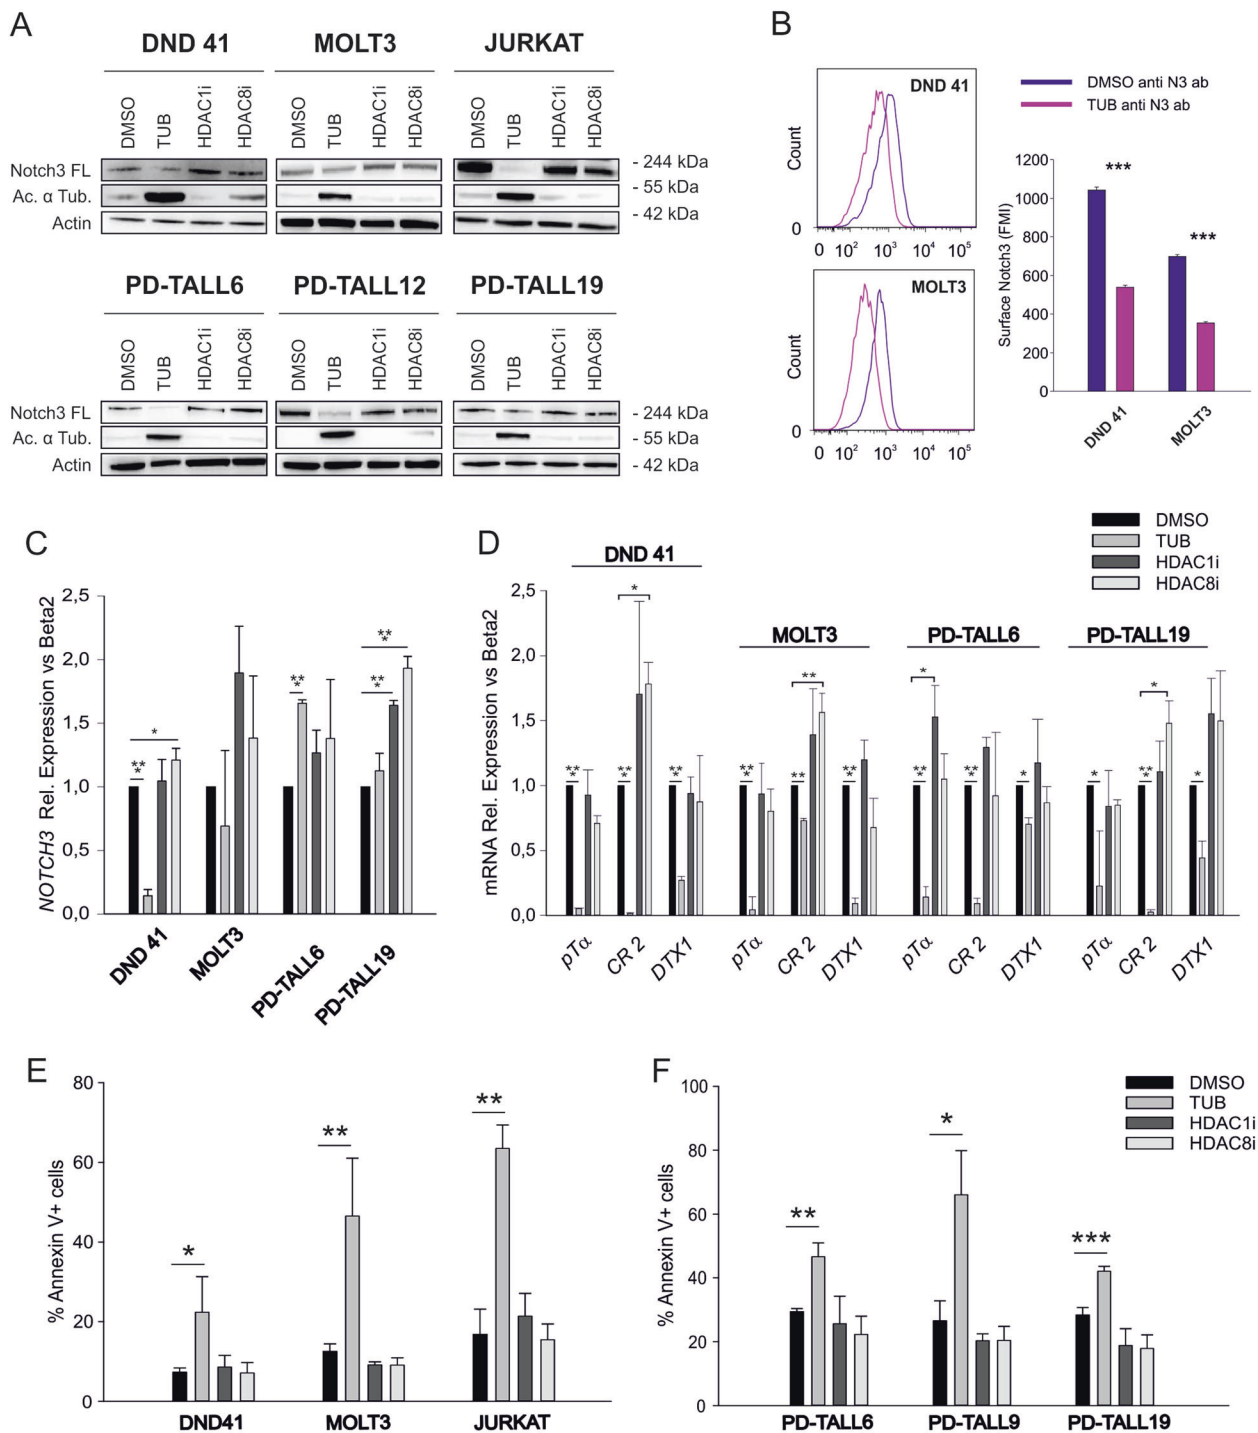 A
DND 41 MOLT3 JURKAT
DMSO TUB HDAC1i HDAC8i DMSO TUB HDAC1i HDAC8i DMSO TUB HDAC1i HDAC8i
Notch3 FL - 244 kDa
Ac. α Tub. - 55 kDa
Actin - 42 kDa
PD-TALL6 PD-TALL12 PD-TALL19
DMSO TUB HDAC1i HDAC8i DMSO TUB HDAC1i HDAC8i DMSO TUB HDAC1i HDAC8i
Notch3 FL - 244 kDa
Ac. α Tub. - 55 kDa
Actin - 42 kDa
B
DND 41
Count
0
0 10² 10³ 10⁴ 10⁵
MOLT3
Count
0
0 10² 10³ 10⁴ 10⁵
DMSO anti N3 ab
TUB anti N3 ab
Surface Notch3 (FMI)
1200
1000
800
600
400
200
0
***
***
DND 41 MOLT3
C
NOTCH3 Rel. Expression vs Beta2
2,5
2,0
1,5
1,0
0,5
0,0
*
***
***
***
***
DND 41 MOLT3 PD-TALL6 PD-TALL19
D
DMSO
TUB
HDAC1i
HDAC8i
mRNA Rel. Expression vs Beta2
2,5
2,0
1,5
1,0
0,5
0,0
DND 41 MOLT3 PD-TALL6 PD-TALL19
* ** * *
*** *** *** *** ** *** *** *** * * *** *
pTα CR 2 DTX1 pTα CR 2 DTX1 pTα CR 2 DTX1 pTα CR 2 DTX1
E
% Annexin V+ cells
80
60
40
20
0
* ** **
DND41 MOLT3 JURKAT
F
% Annexin V+ cells
100
80
60
40
20
0
** * ***
PD-TALL6 PD-TALL9 PD-TALL19
DMSO
TUB
HDAC1i
HDAC8i